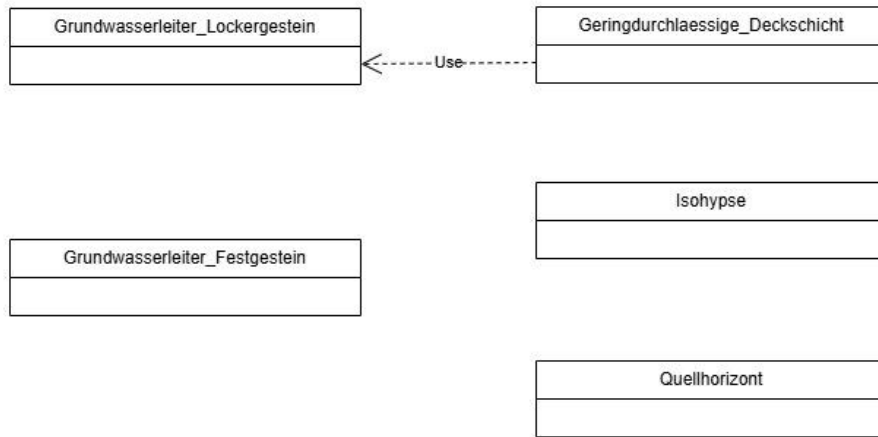 Grundwasserleiter_Lockergestein
Geringdurchlaessige_Deckschicht
Use
Isohypse
Grundwasserleiter_Festgestein
Quellhorizont